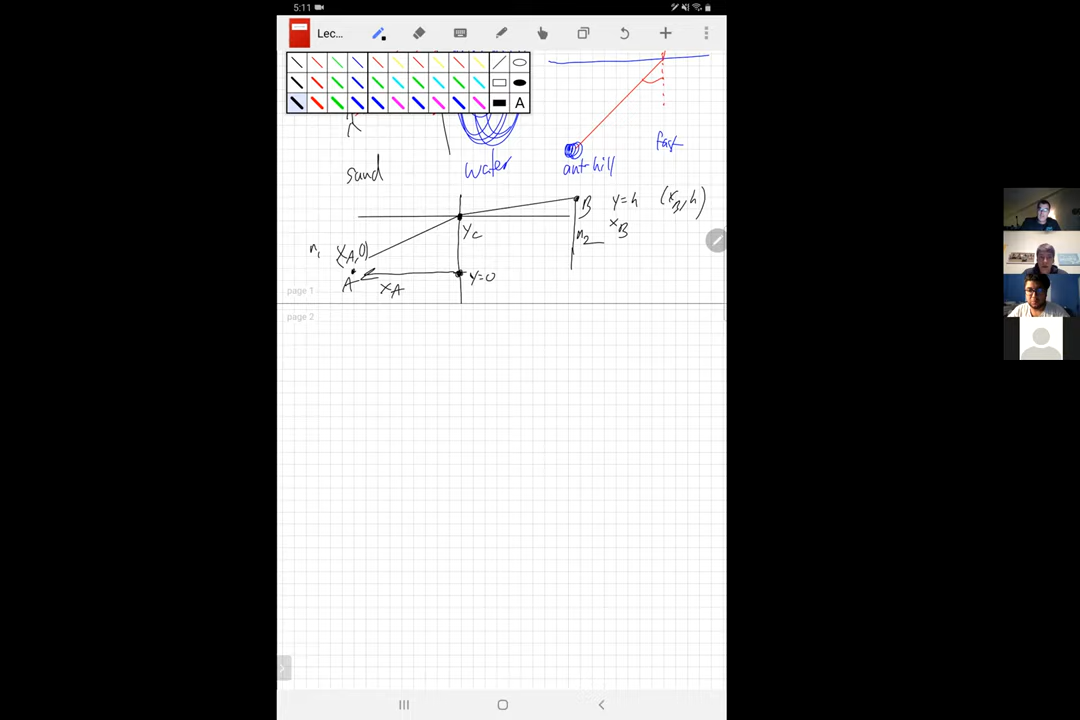 5:11
Lec...
A
fast
sand
water
ant-hill
B y=h (x_B, h)
y_c
n_2
x_B
n_1
(x_A, 0)
A
x_A
y=0
page 1
page 2